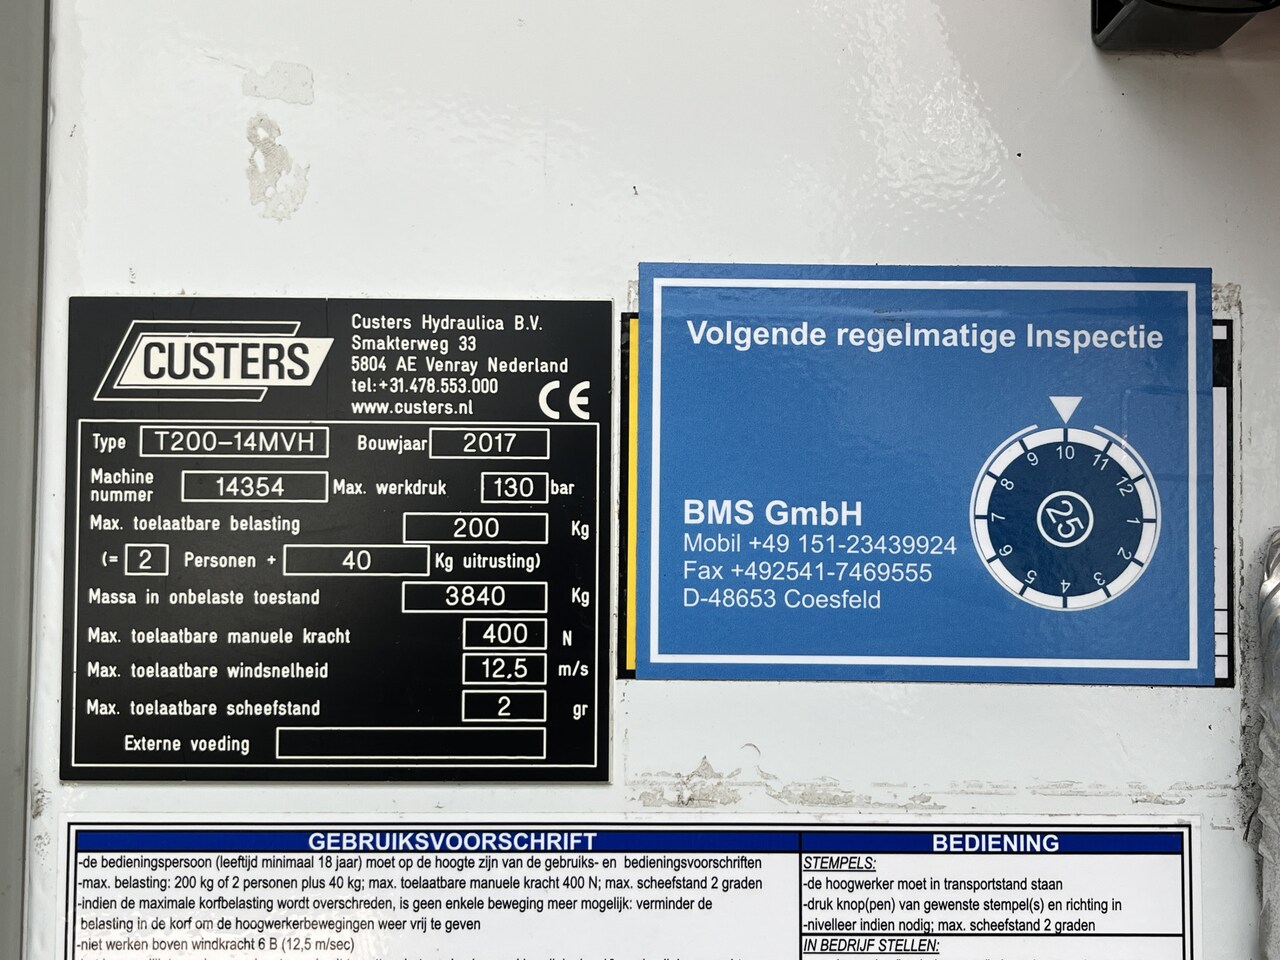 CUSTERS
Custers Hydraulica B.V.
Smakterweg 33
5804 AE Venray Nederland
tel:+31.478.553.000
www.custers.nl
CE
Type T200-14MVH Bouwjaar 2017
Machine nummer 14354 Max. werkdruk 130 bar
Max. toelaatbare belasting 200 Kg
(= 2 Personen + 40 Kg uitrusting)
Massa in onbelaste toestand 3840 Kg
Max. toelaatbare manuele kracht 400 N
Max. toelaatbare windsnelheid 12.5 m/s
Max. toelaatbare scheefstand 2 gr
Externe voeding
Volgende regelmatige Inspectie
BMS GmbH
Mobil +49 151-23439924
Fax +492541-7469555
D-48653 Coesfeld
10 11 12 1 2 3 4 5 6 7 8 9
25
GEBRUIKSVOORSCHRIFT
-de bedieningspersoon (leeftijd minimaal 18 jaar) moet op de hoogte zijn van de gebruiks- en bedieningsvoorschriften
-max. belasting: 200 kg of 2 personen plus 40 kg; max. toelaatbare manuele kracht 400 N; max. scheefstand 2 graden
-indien de maximale korfbelasting wordt overschreden, is geen enkele beweging meer mogelijk: verminder de
belasting in de korf om de hoogwerkerbewegingen weer vrij te geven
-niet werken boven windkracht 6 B (12,5 m/sec)
BEDIENING
STEMPELS:
-de hoogwerker moet in transportstand staan
-druk knop(pen) van gewenste stempel(s) en richting in
-nivelleer indien nodig; max. scheefstand 2 graden
IN BEDRIJF STELLEN: